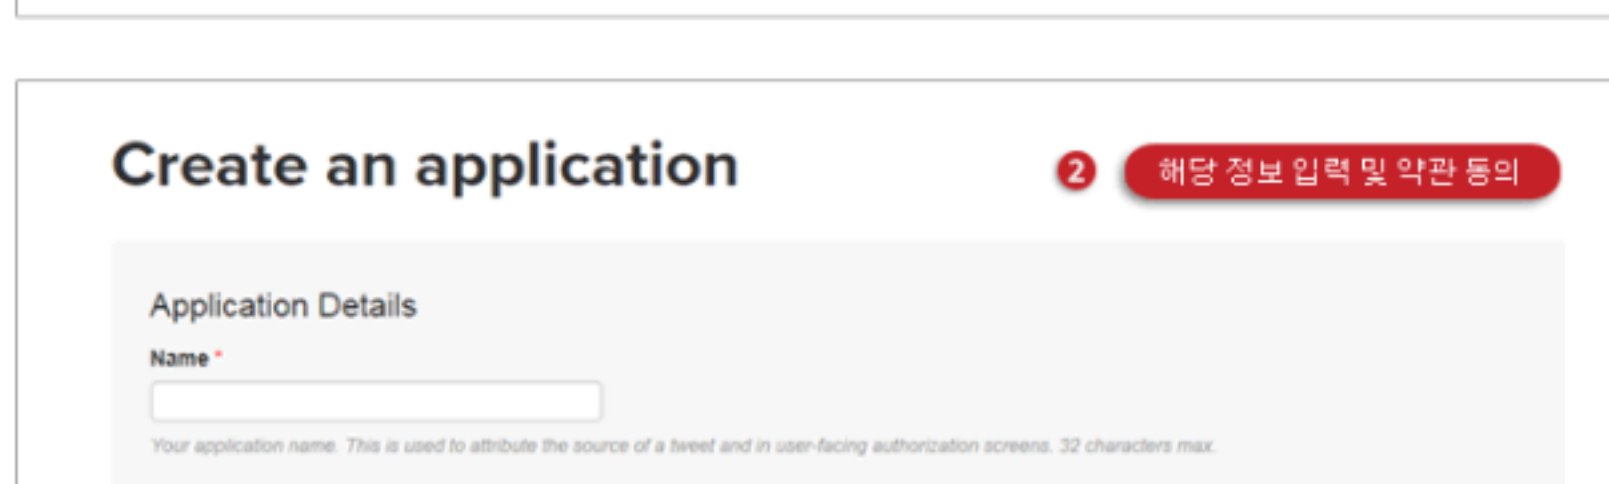 Create an application
2 해당 정보 입력 및 약관 동의
Application Details
Name *
Your application name. This is used to attribute the source of a tweet and in user-facing authorization screens. 32 characters max.